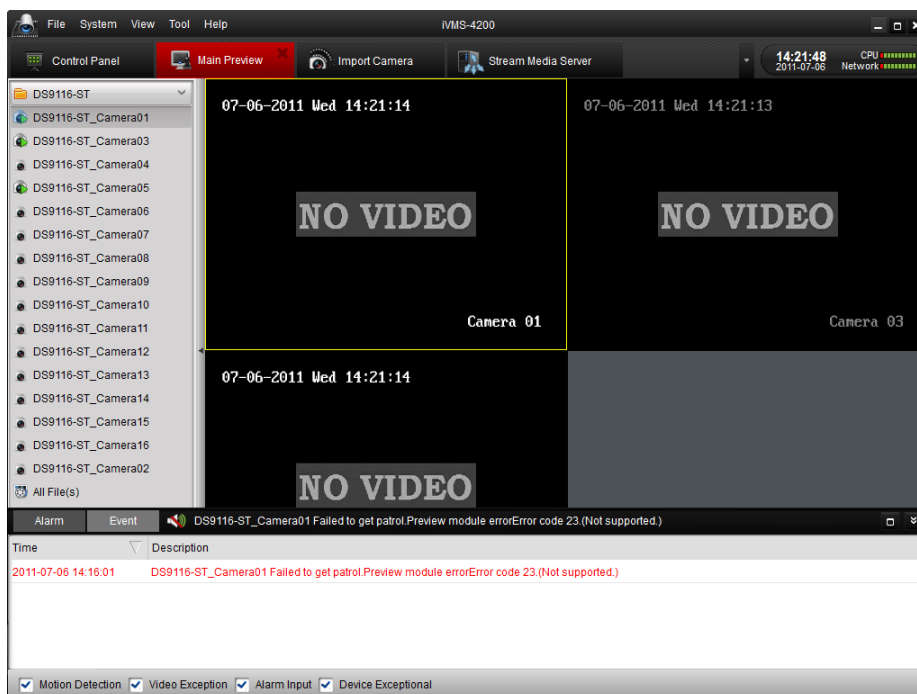 File System View Tool Help iVMS-4200
Control Panel Main Preview Import Camera Stream Media Server 14:21:48 2011-07-06 CPU Network
DS9116-ST
DS9116-ST_Camera01
DS9116-ST_Camera03
DS9116-ST_Camera04
DS9116-ST_Camera05
DS9116-ST_Camera06
DS9116-ST_Camera07
DS9116-ST_Camera08
DS9116-ST_Camera09
DS9116-ST_Camera10
DS9116-ST_Camera11
DS9116-ST_Camera12
DS9116-ST_Camera13
DS9116-ST_Camera14
DS9116-ST_Camera15
DS9116-ST_Camera16
DS9116-ST_Camera02
All File(s)
07-06-2011 Wed 14:21:14
NO VIDEO
Camera 01
07-06-2011 Wed 14:21:13
NO VIDEO
Camera 03
07-06-2011 Wed 14:21:14
NO VIDEO
Alarm Event DS9116-ST_Camera01 Failed to get patrol.Preview module errorError code 23.(Not supported.)
Time Description
2011-07-06 14:16:01 DS9116-ST_Camera01 Failed to get patrol.Preview module errorError code 23.(Not supported.)
Motion Detection Video Exception Alarm Input Device Exceptional